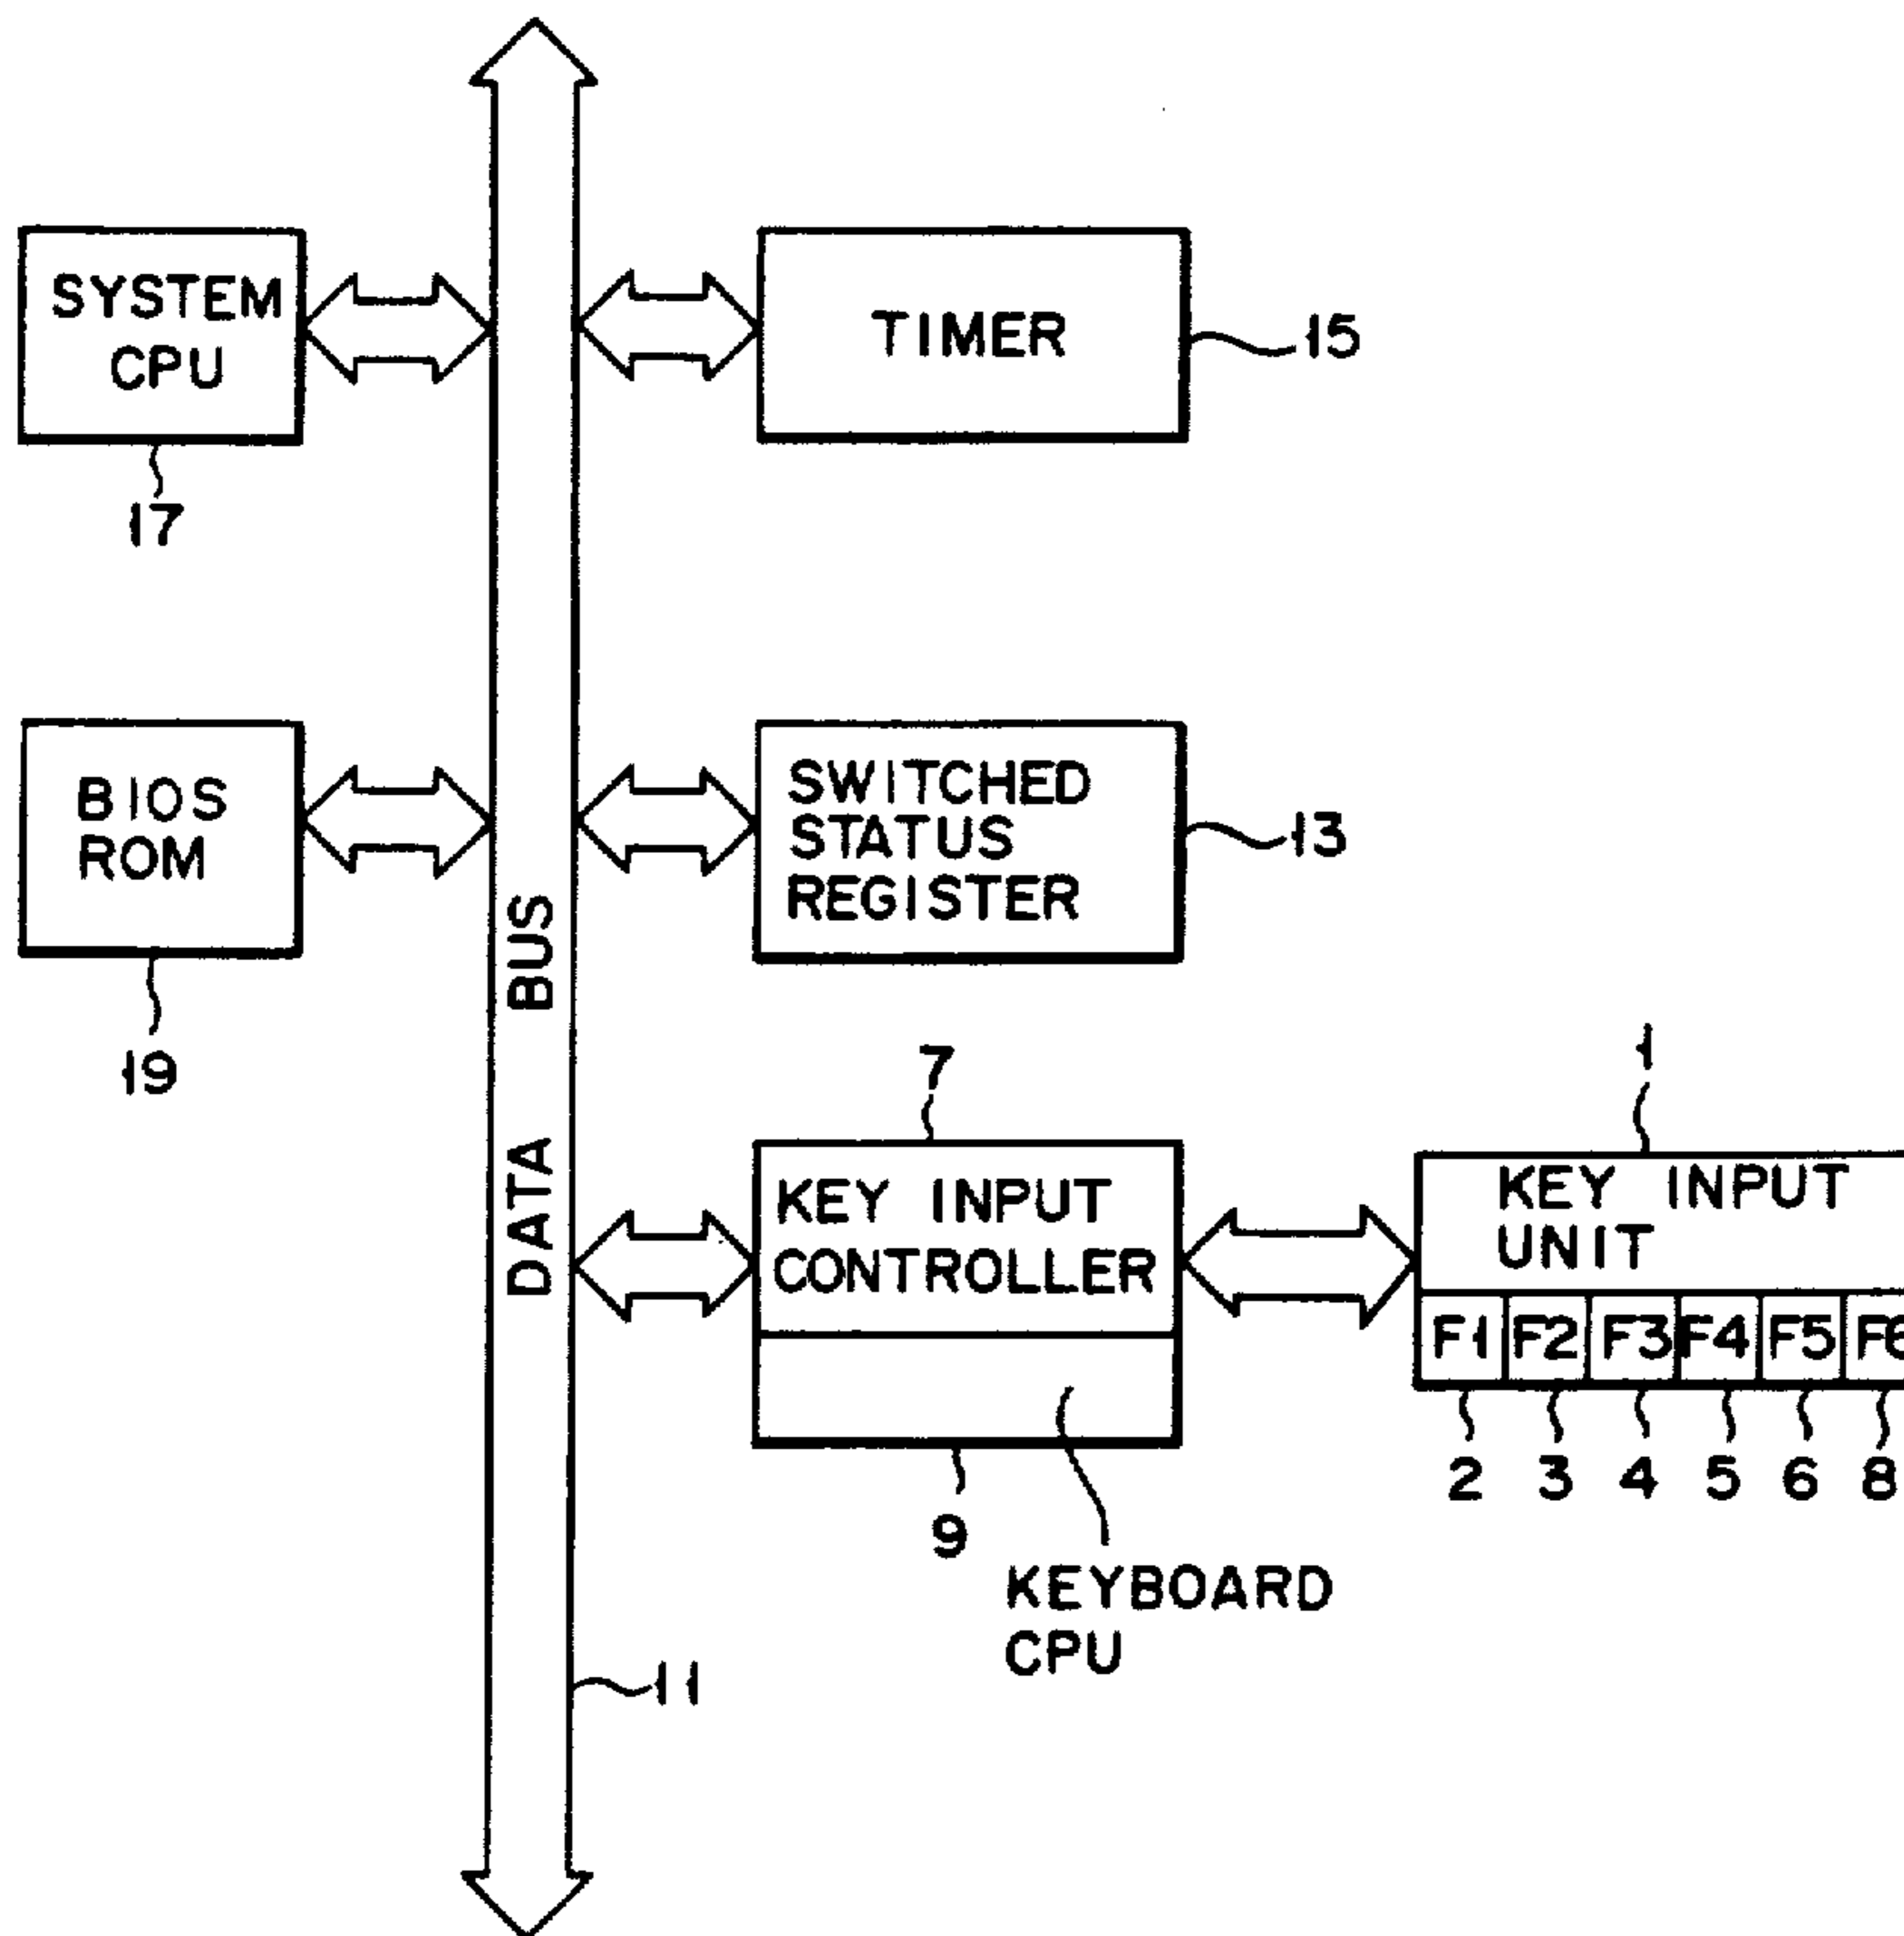 SYSTEM
CPU
17
TIMER
15
BIOS
ROM
19
SWITCHED
STATUS
REGISTER
13
DATA BUS
11
7
KEY INPUT
CONTROLLER
9
KEYBOARD
CPU
1
KEY INPUT
UNIT
F1 F2 F3 F4 F5 F6
2 3 4 5 6 8